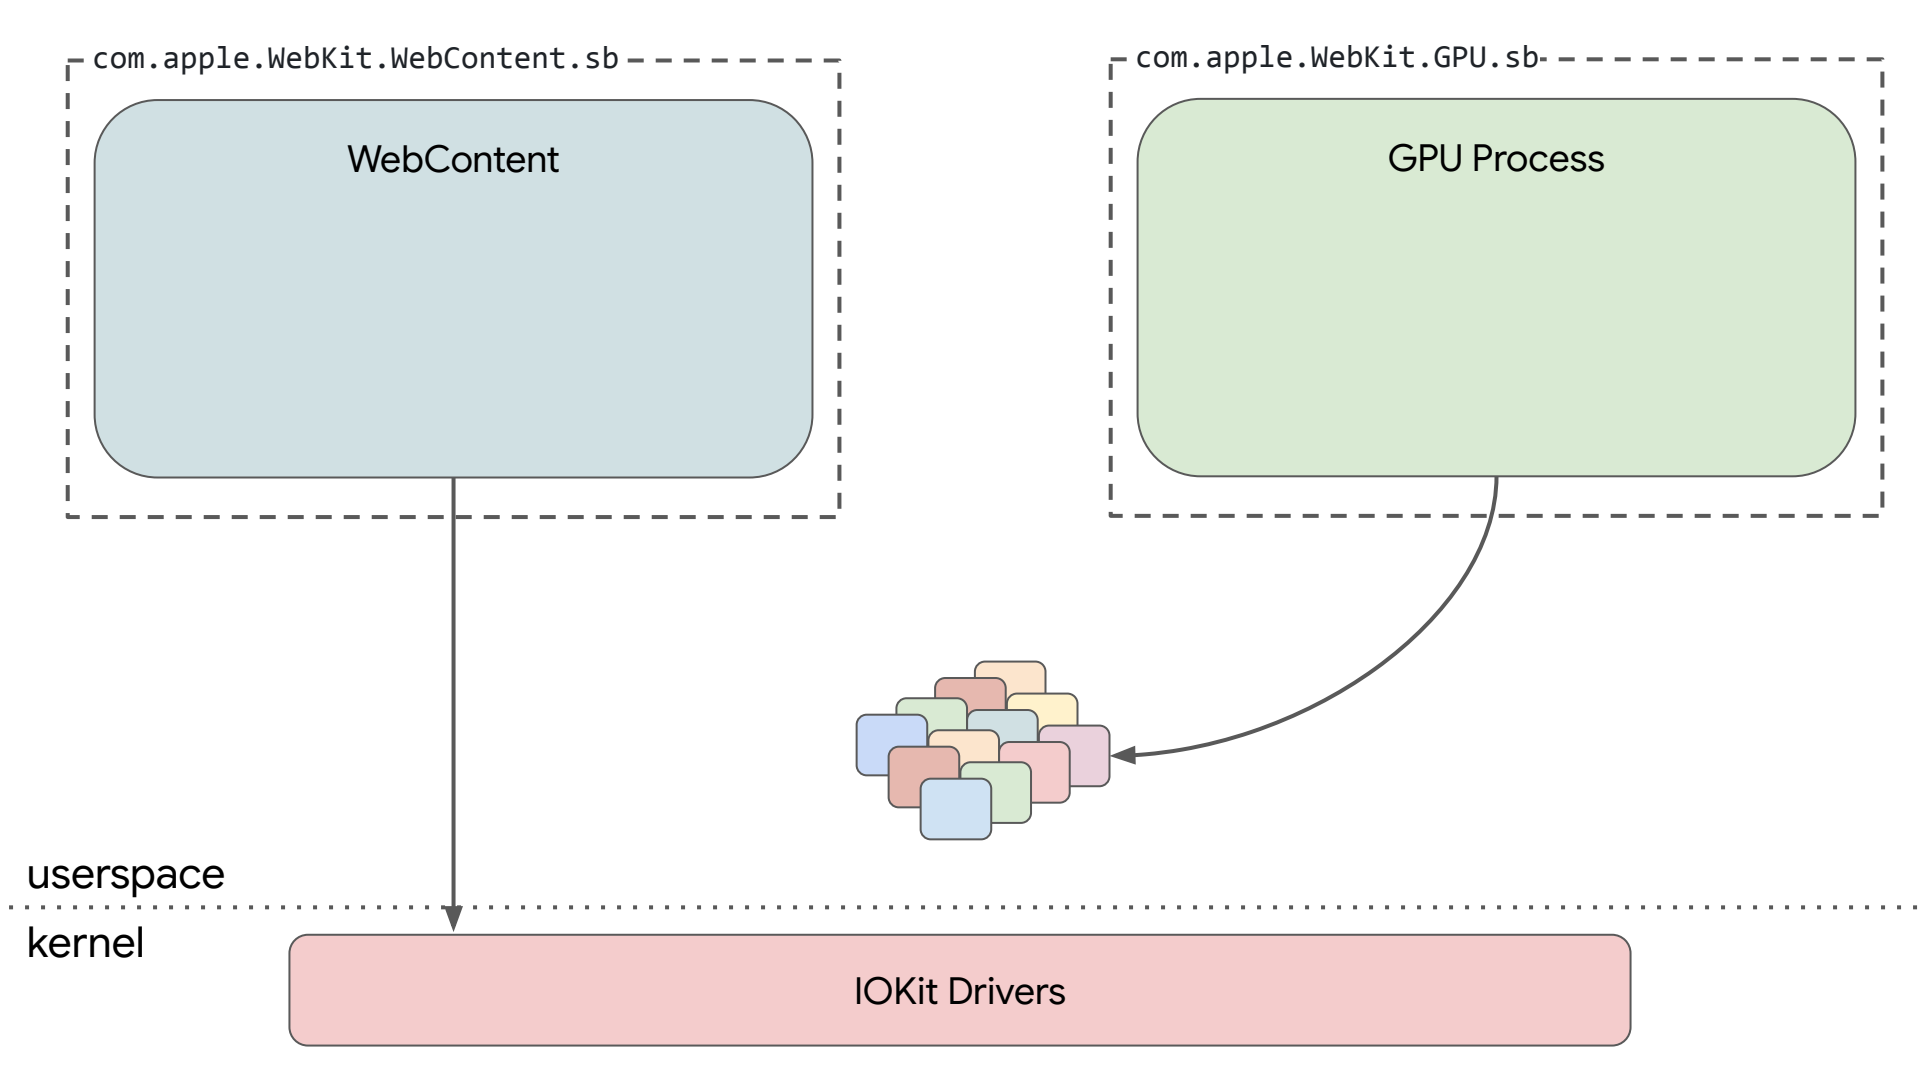 com.apple.WebKit.WebContent.sb
com.apple.WebKit.GPU.sb
WebContent
GPU Process
userspace
kernel
IOKit Drivers